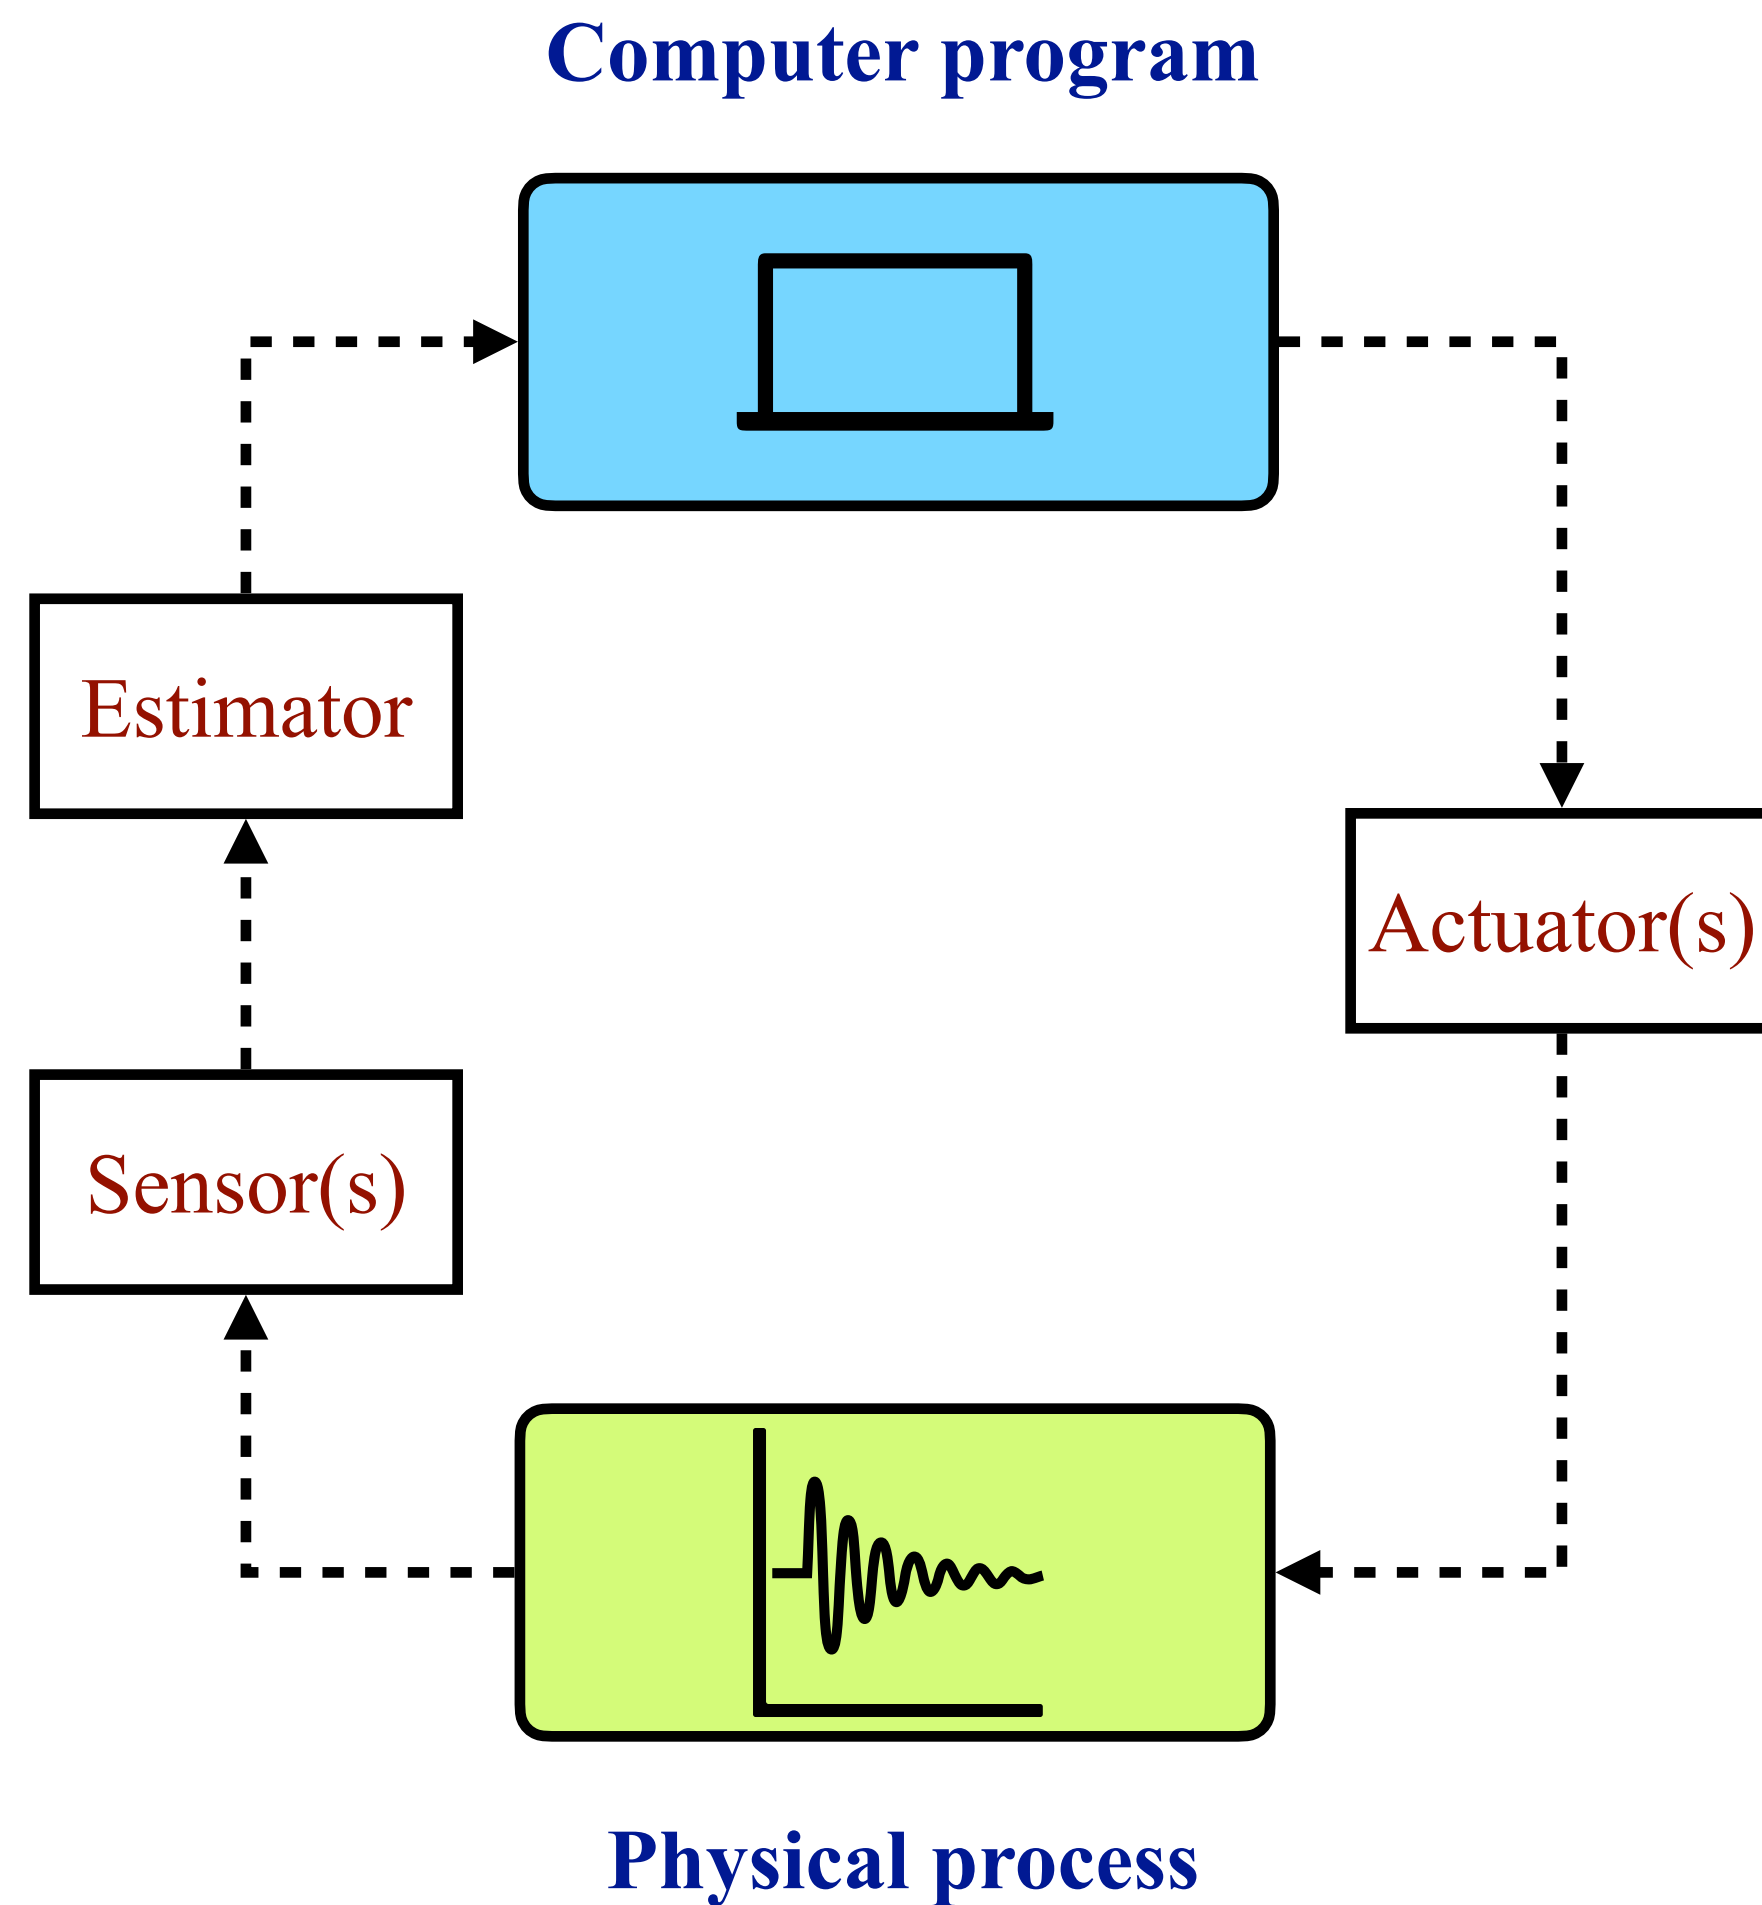 Computer program
Estimator
Actuator(s)
Sensor(s)
Physical process